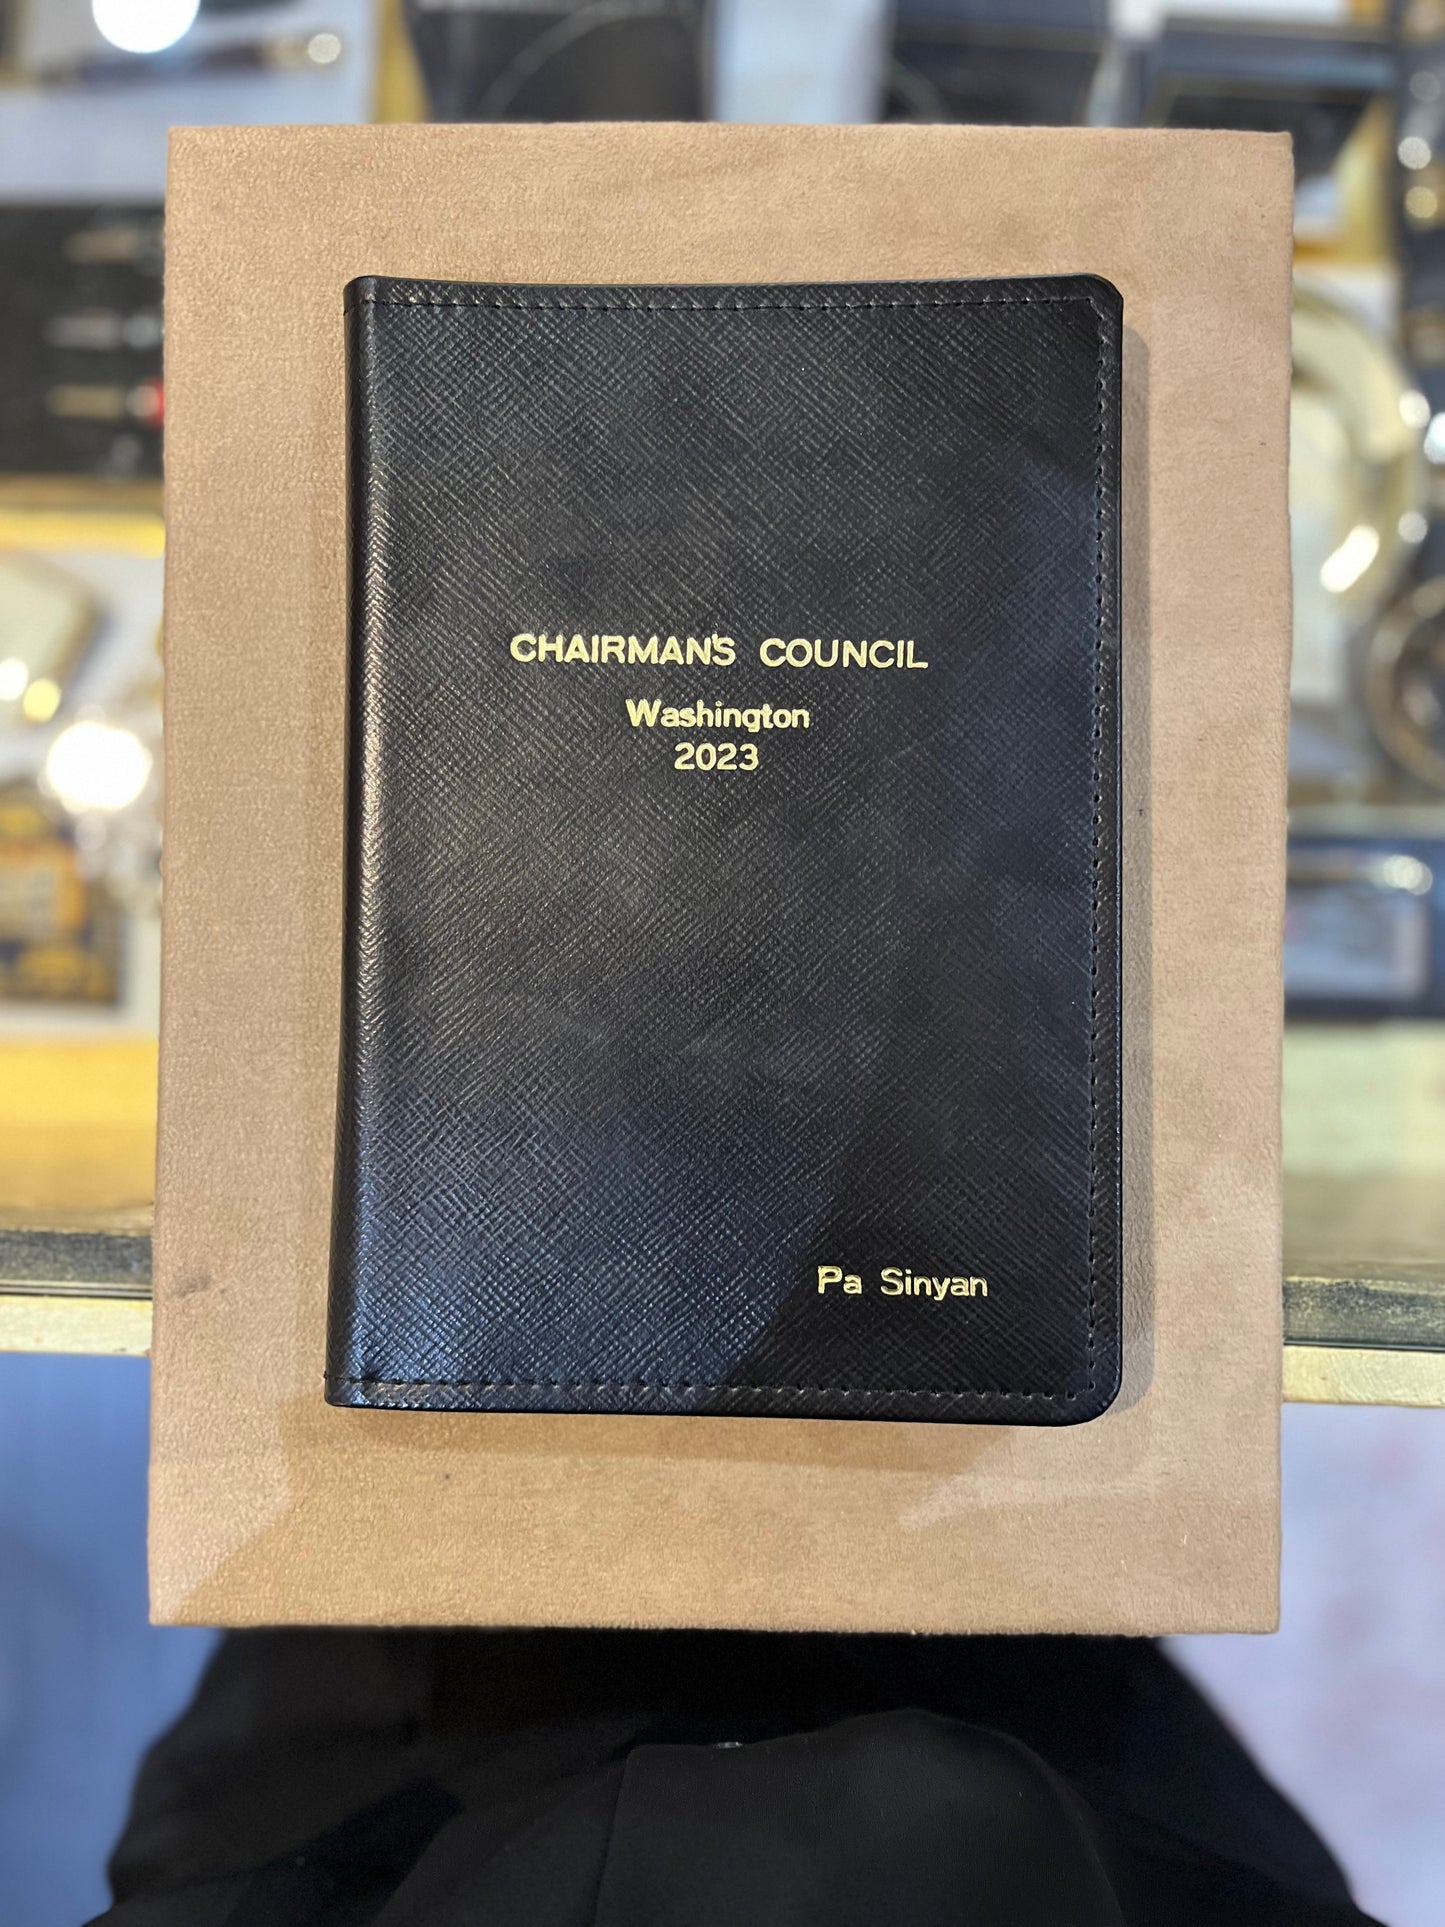 CHAIRMAN'S COUNCIL
Washington
2023
Pa Sinyan